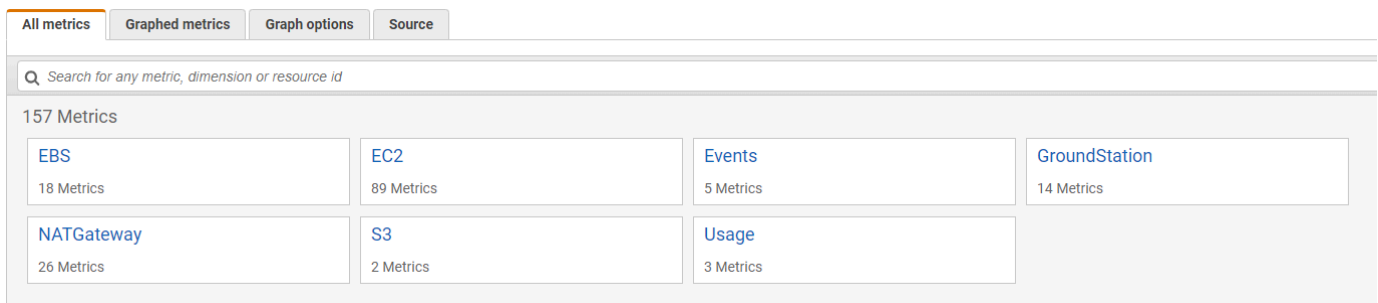 All metrics Graphed metrics Graph options Source
Search for any metric, dimension or resource id
157 Metrics
EBS EC2 Events GroundStation
18 Metrics 89 Metrics 5 Metrics 14 Metrics
NATGateway S3 Usage
26 Metrics 2 Metrics 3 Metrics